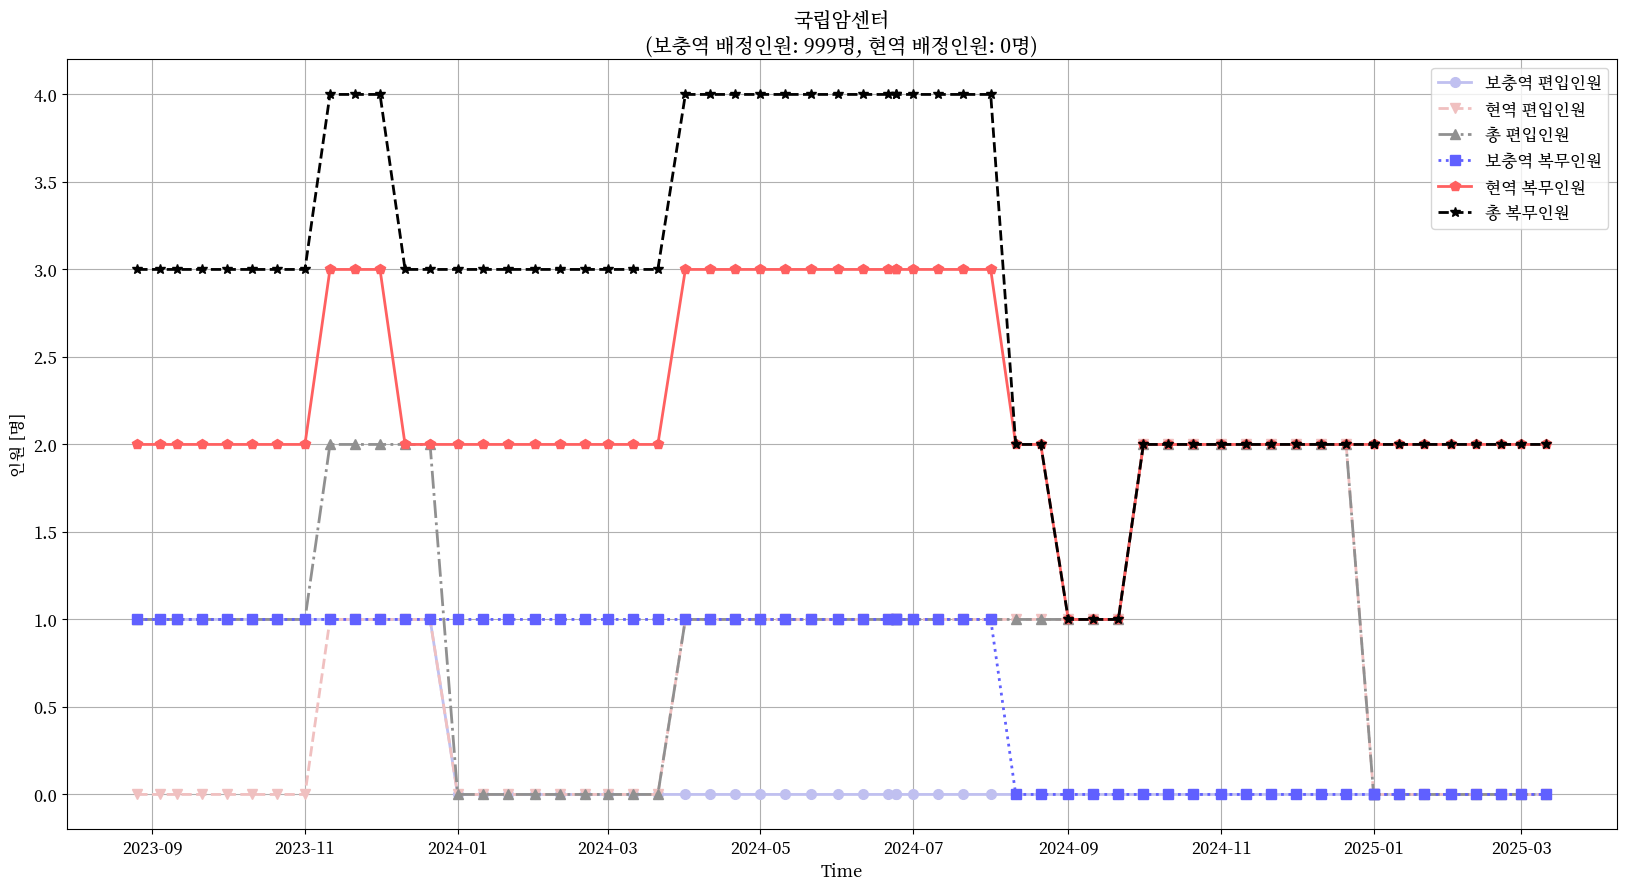 국립암센터
(보충역 배정인원: 999명, 현역 배정인원: 0명)
인원 [명]
4.0
3.5
3.0
2.5
2.0
1.5
1.0
0.5
0.0
보충역 편입인원
현역 편입인원
총 편입인원
보충역 복무인원
현역 복무인원
총 복무인원
2023-09 2023-11 2024-01 2024-03 2024-05 2024-07 2024-09 2024-11 2025-01 2025-03
Time